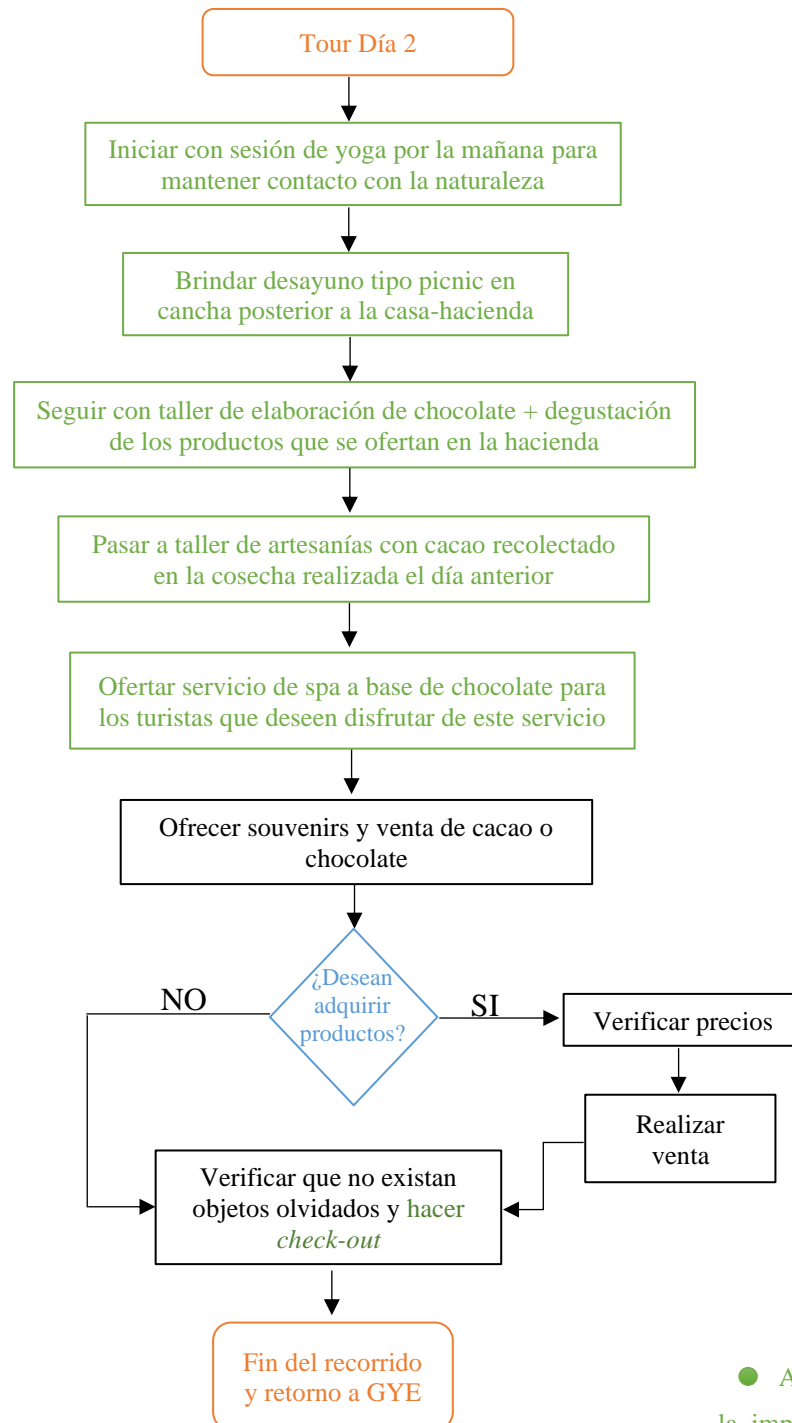 Tour Día 2
Iniciar con sesión de yoga por la mañana para
mantener contacto con la naturaleza
Brindar desayuno tipo picnic en
cancha posterior a la casa-hacienda
Seguir con taller de elaboración de chocolate + degustación
de los productos que se ofertan en la hacienda
Pasar a taller de artesanías con cacao recolectado
en la cosecha realizada el día anterior
Ofertar servicio de spa a base de chocolate para
los turistas que deseen disfrutar de este servicio
Ofrecer souvenirs y venta de cacao o
chocolate
¿Desean
adquirir
productos?
NO
SI
Verificar precios
Realizar
venta
Verificar que no existan
objetos olvidados y hacer
check-out
Fin del recorrido
y retorno a GYE
la